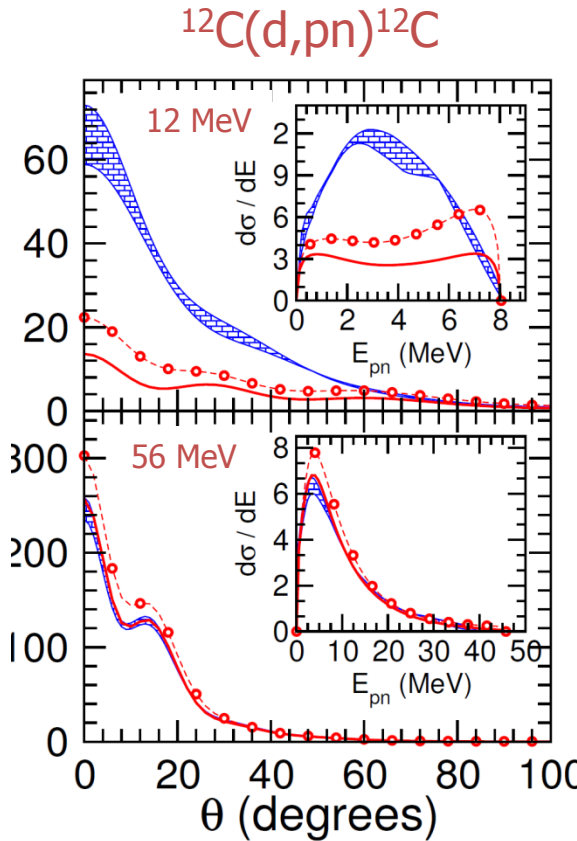 ¹²C(d,pn)¹²C
12 MeV
60
40
20
0
dσ / dE
2
9
6
3
0
0 2 4 6 8
E_pn (MeV)
56 MeV
300
200
100
0
dσ / dE
8
6
4
2
0
0 10 20 30 40 50
E_pn (MeV)
0 20 40 60 80 100
θ (degrees)